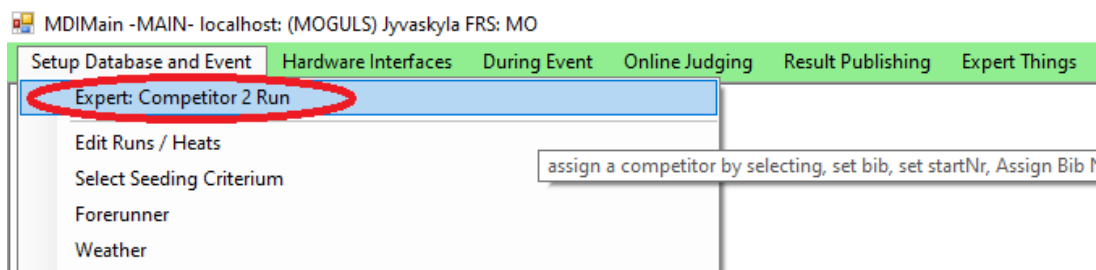 MDIMain -MAIN- localhost: (MOGULS) Jyvaskyla FRS: MO
Setup Database and Event Hardware Interfaces During Event Online Judging Result Publishing Expert Things
Expert: Competitor 2 Run
Edit Runs / Heats
assign a competitor by selecting, set bib, set startNr, Assign Bib N
Select Seeding Criterium
Forerunner
Weather